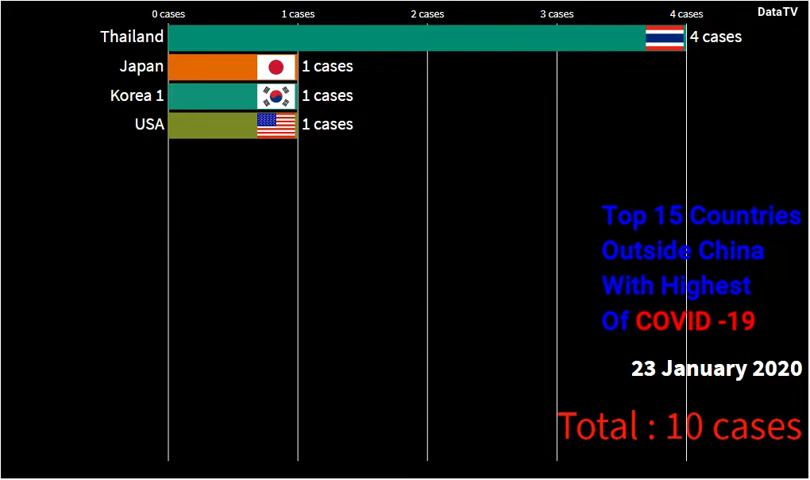 0 cases 1 cases 2 cases 3 cases 4 cases DataTV
Thailand 4 cases
Japan 1 cases
Korea 1 1 cases
USA 1 cases
Top 15 Countries
Outside China
With Highest
Of COVID -19
23 January 2020
Total : 10 cases